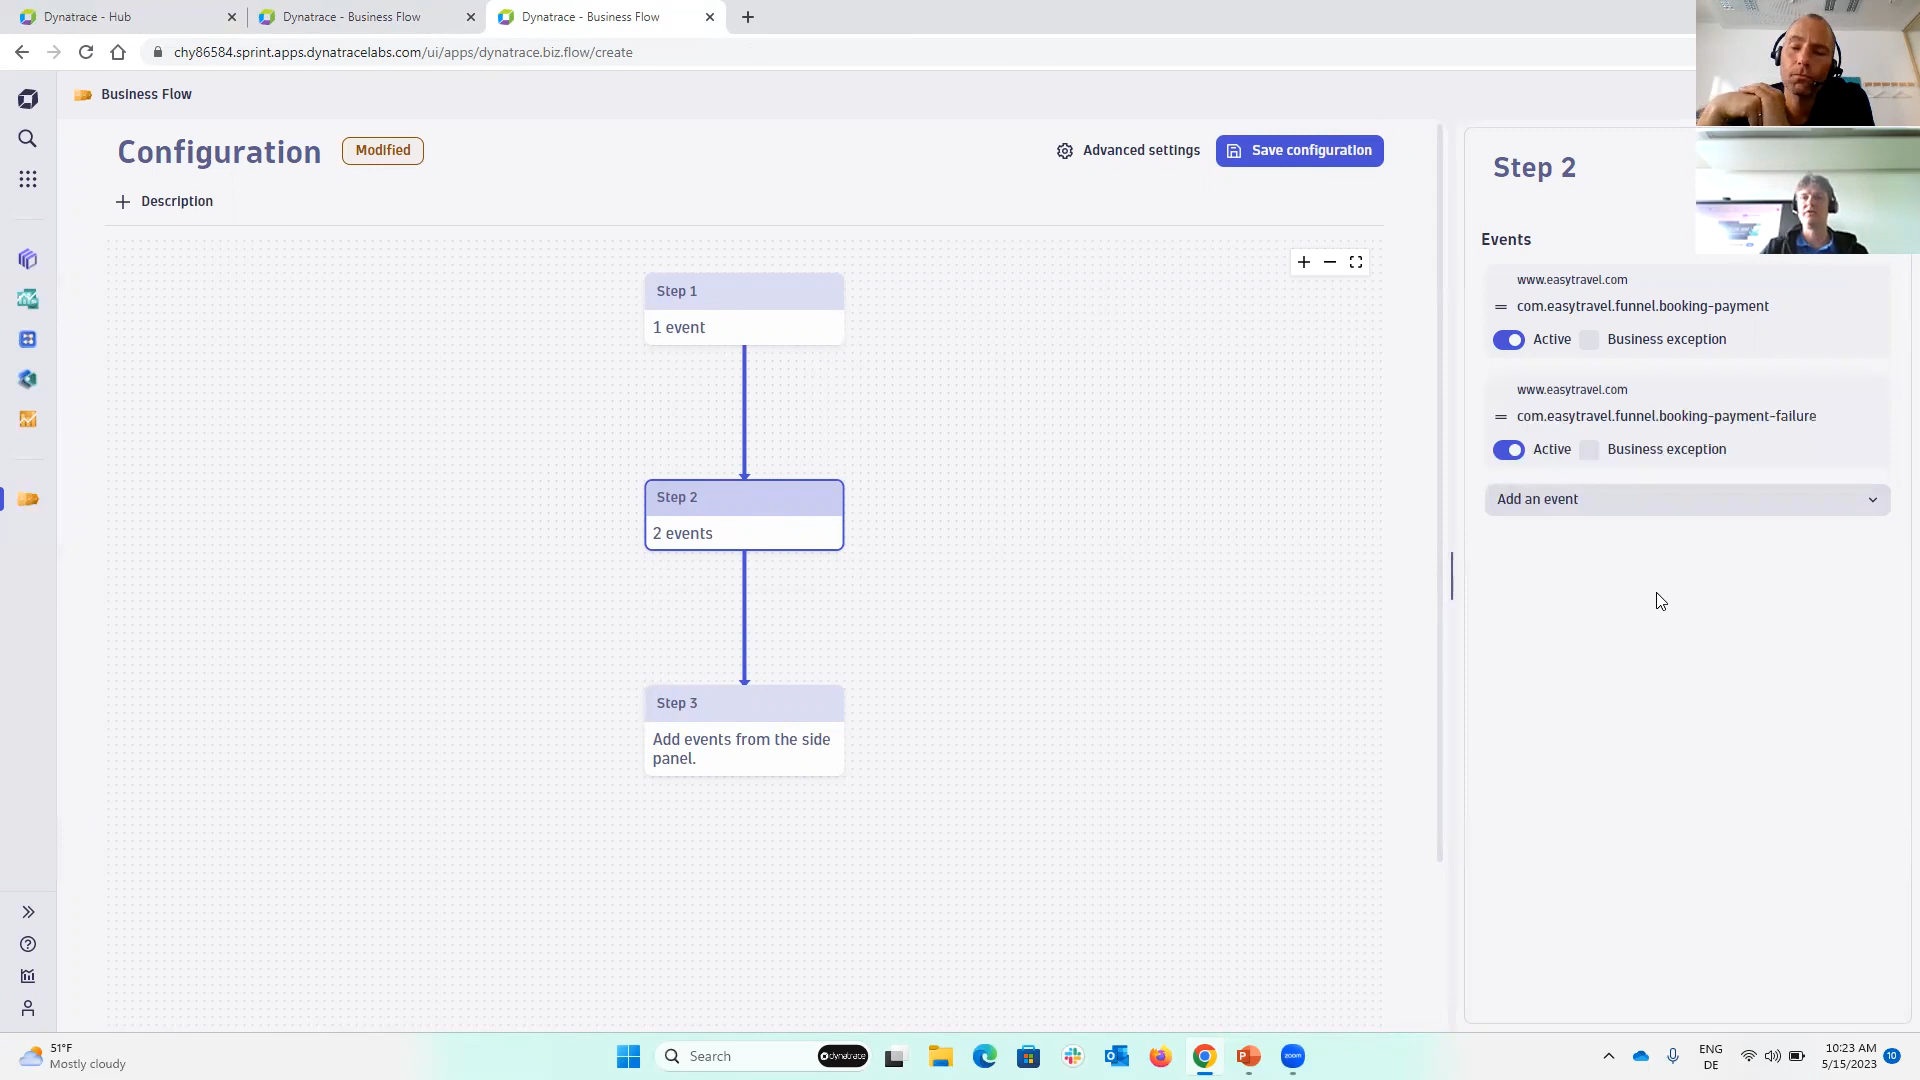 Dynatrace - Hub
Dynatrace - Business Flow
Dynatrace - Business Flow
chy86584.sprint.apps.dynatracelabs.com/ui/apps/dynatrace.biz.flow/create
Business Flow
Configuration
Modified
Advanced settings
Save configuration
Description
Step 1
1 event
Step 2
2 events
Step 3
Add events from the side
panel.
Step 2
Events
www.easytravel.com
com.easytravel.funnel.booking-payment
Active
Business exception
www.easytravel.com
com.easytravel.funnel.booking-payment-failure
Active
Business exception
Add an event
51°F
Mostly cloudy
Search
dynatrace
zoom
ENG
DE
10:23 AM
5/15/2023
10